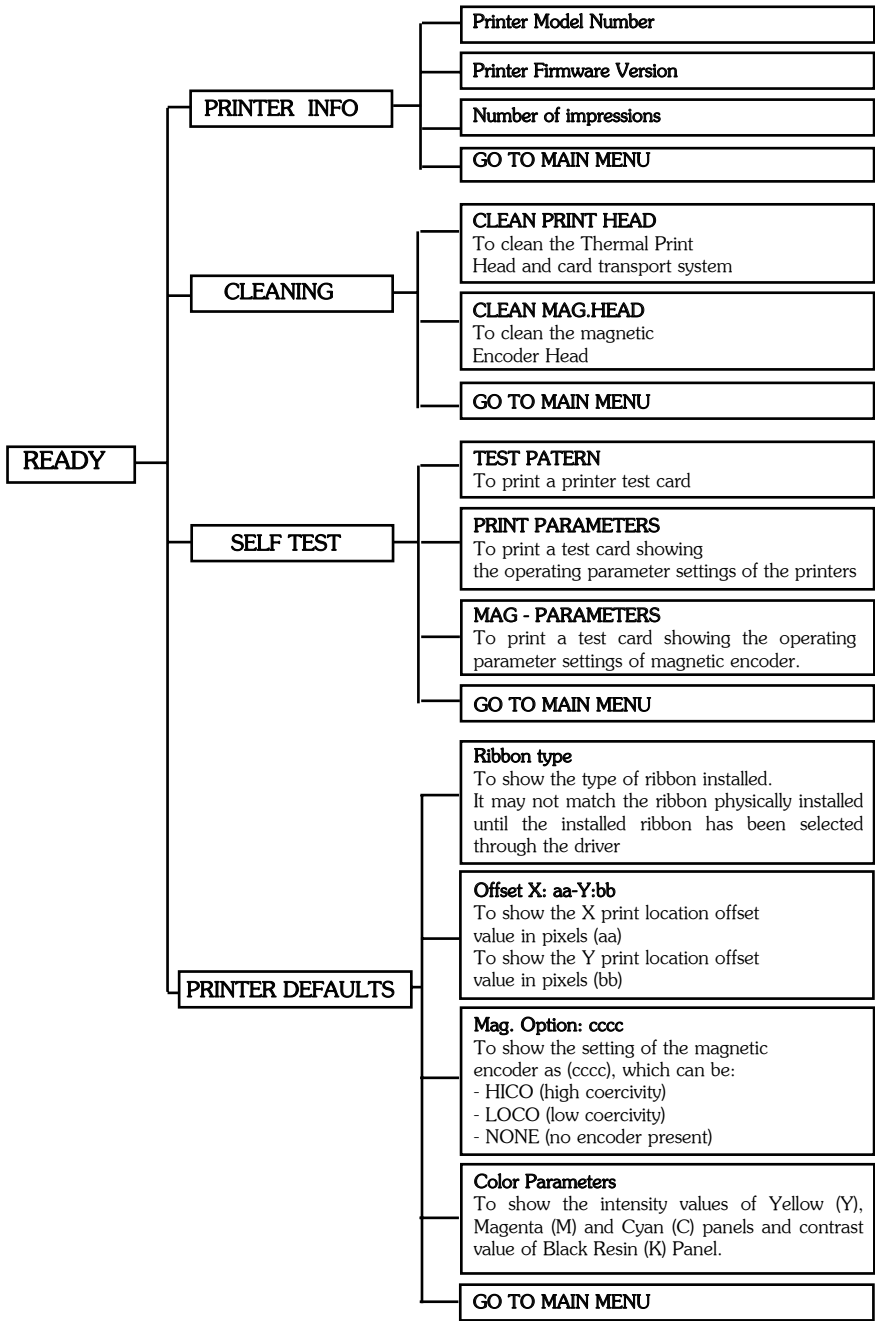 READY
PRINTER INFO
Printer Model Number
Printer Firmware Version
Number of impressions
GO TO MAIN MENU
CLEANING
CLEAN PRINT HEAD
To clean the Thermal Print
Head and card transport system
CLEAN MAG.HEAD
To clean the magnetic
Encoder Head
GO TO MAIN MENU
SELF TEST
TEST PATERN
To print a printer test card
PRINT PARAMETERS
To print a test card showing
the operating parameter settings of the printers
MAG - PARAMETERS
To print a test card showing the operating
parameter settings of magnetic encoder.
GO TO MAIN MENU
PRINTER DEFAULTS
Ribbon type
To show the type of ribbon installed.
It may not match the ribbon physically installed
until the installed ribbon has been selected
through the driver
Offset X: aa-Y:bb
To show the X print location offset
value in pixels (aa)
To show the Y print location offset
value in pixels (bb)
Mag. Option: cccc
To show the setting of the magnetic
encoder as (cccc), which can be:
- HICO (high coercivity)
- LOCO (low coercivity)
- NONE (no encoder present)
Color Parameters
To show the intensity values of Yellow (Y),
Magenta (M) and Cyan (C) panels and contrast
value of Black Resin (K) Panel.
GO TO MAIN MENU